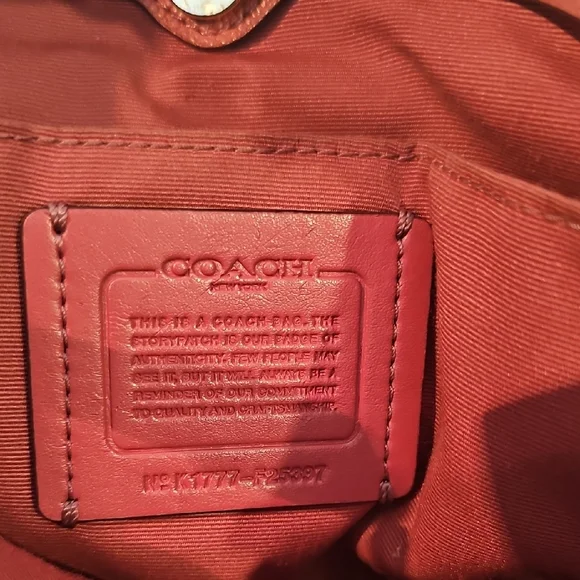 COACH
NEW YORK
THIS IS A COACH BAG. THE
STORYPATCH IS OUR BADGE OF
AUTHENTICITY. FEW PEOPLE MAY
SEE IT, BUT IT WILL ALWAYS BE A
REMINDER OF OUR COMMITMENT
TO QUALITY AND CRAFTSMANSHIP.
Nº K1777-F25397